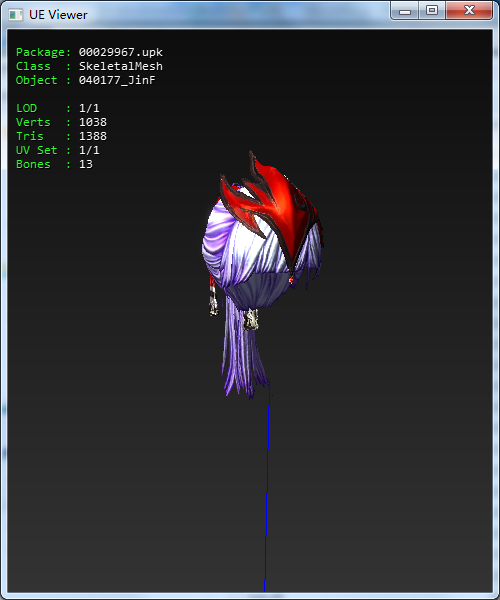 UE Viewer
Package: 00029967.upk
Class  : SkeletalMesh
Object : 040177_JinF
LOD    : 1/1
Verts  : 1038
Tris   : 1388
UV Set : 1/1
Bones  : 13